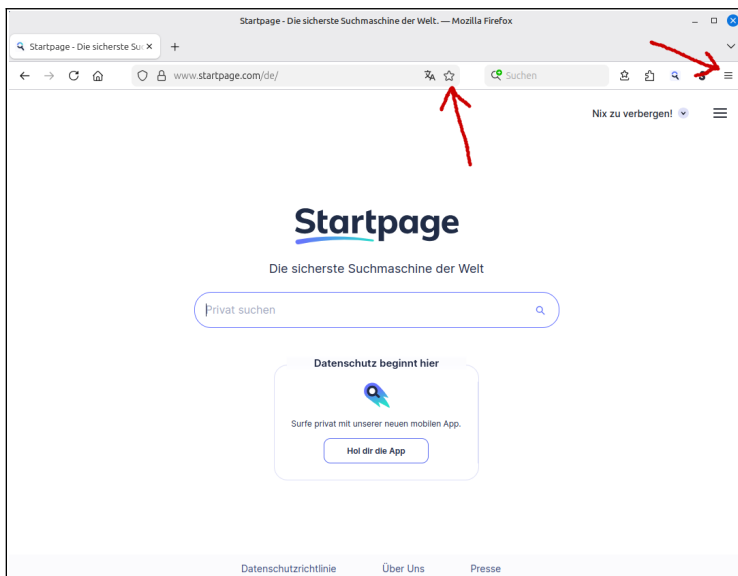 Startpage - Die sicherste Suchmaschine der Welt. — Mozilla Firefox
Startpage - Die sicherste Su
www.startpage.com/de/
Suchen
Nix zu verbergen!
Startpage
Die sicherste Suchmaschine der Welt
Privat suchen
Datenschutz beginnt hier
Surfe privat mit unserer neuen mobilen App.
Hol dir die App
Datenschutzrichtlinie Über Uns Presse